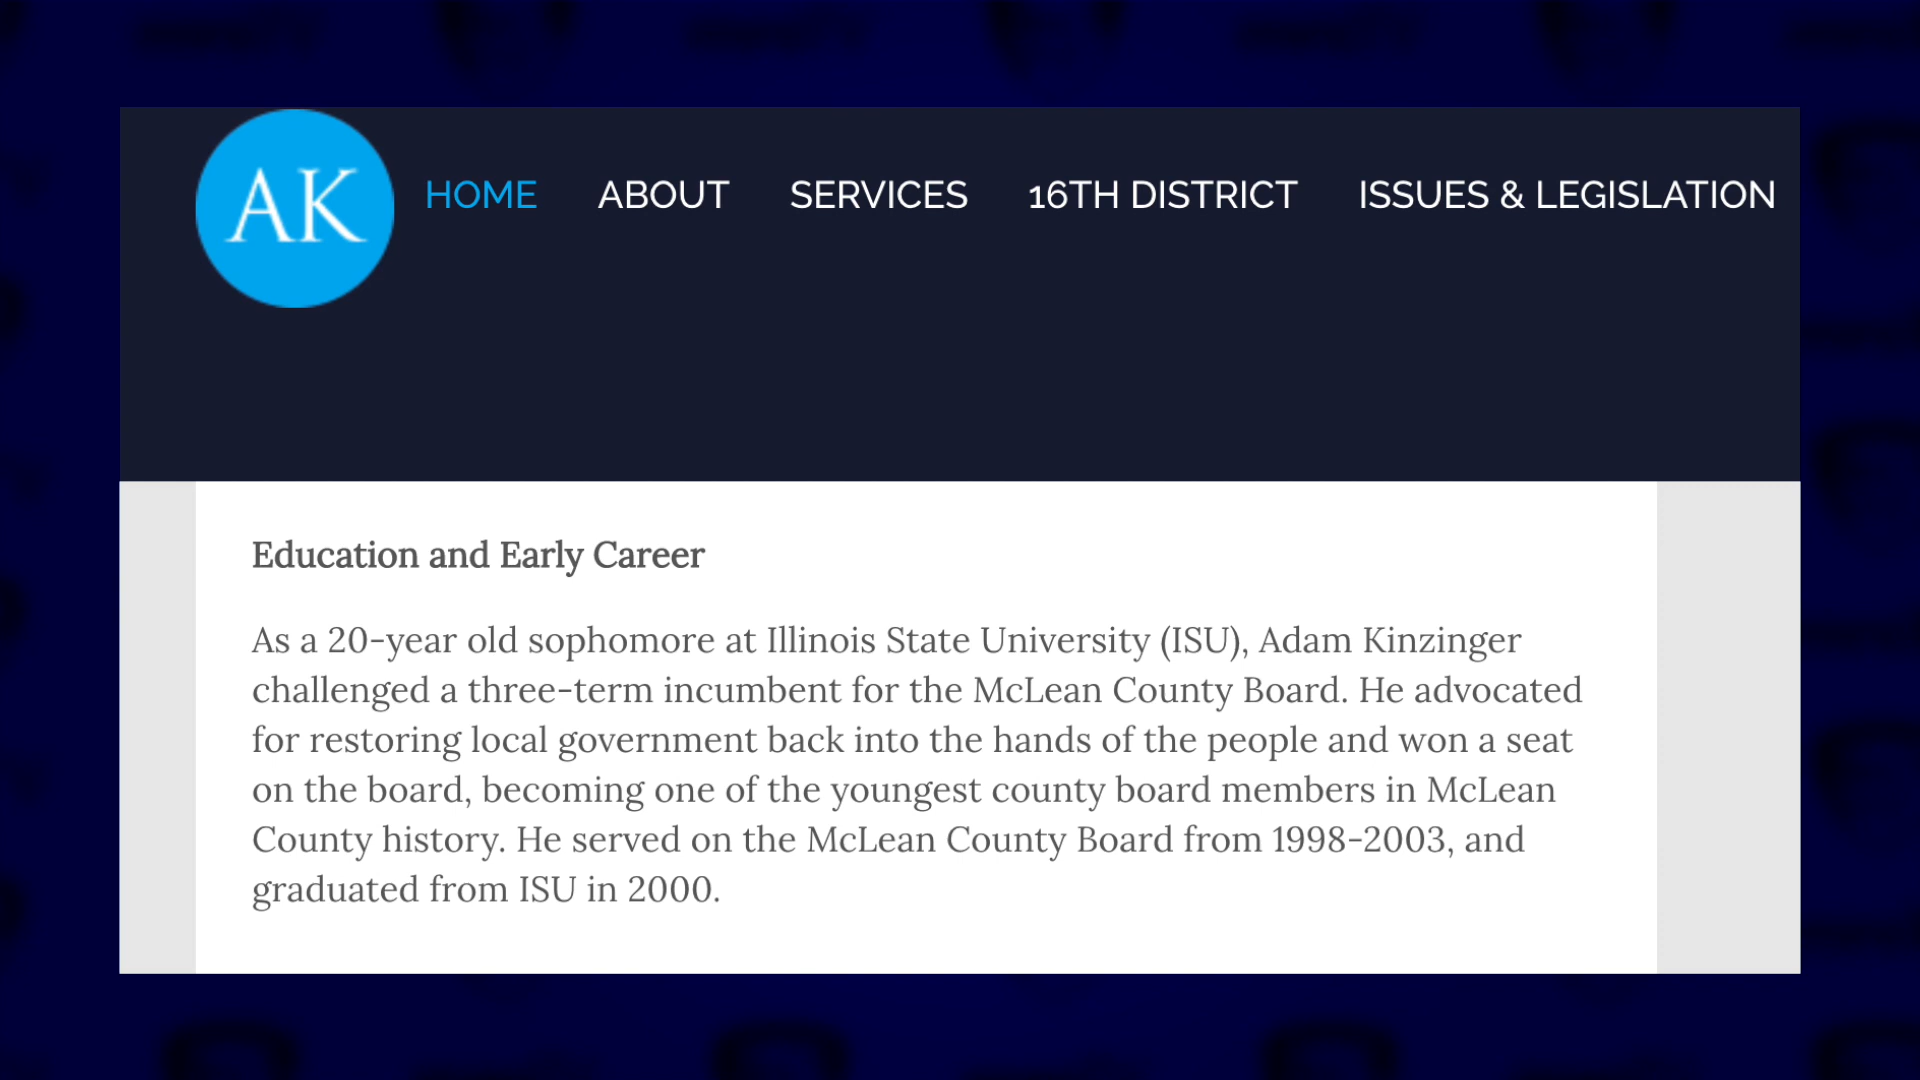 AK
HOME ABOUT SERVICES 16TH DISTRICT ISSUES & LEGISLATION
Education and Early Career
As a 20-year old sophomore at Illinois State University (ISU), Adam Kinzinger
challenged a three-term incumbent for the McLean County Board. He advocated
for restoring local government back into the hands of the people and won a seat
on the board, becoming one of the youngest county board members in McLean
County history. He served on the McLean County Board from 1998-2003, and
graduated from ISU in 2000.